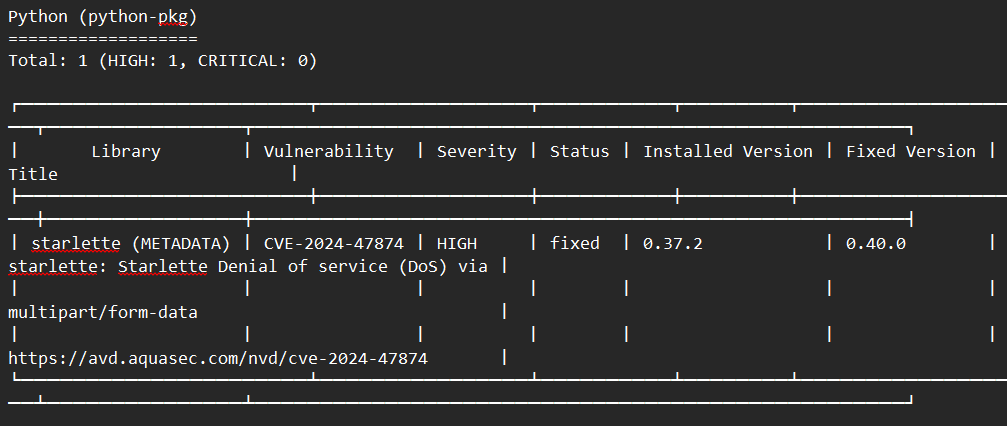 Python (python-pkg)
===================
Total: 1 (HIGH: 1, CRITICAL: 0)
| Library | Vulnerability | Severity | Status | Installed Version | Fixed Version |
Title |
| starlette (METADATA) | CVE-2024-47874 | HIGH | fixed | 0.37.2 | 0.40.0 |
starlette: Starlette Denial of service (DoS) via |
| | | | | | |
multipart/form-data |
| | | | | | |
https://avd.aquasec.com/nvd/cve-2024-47874 |